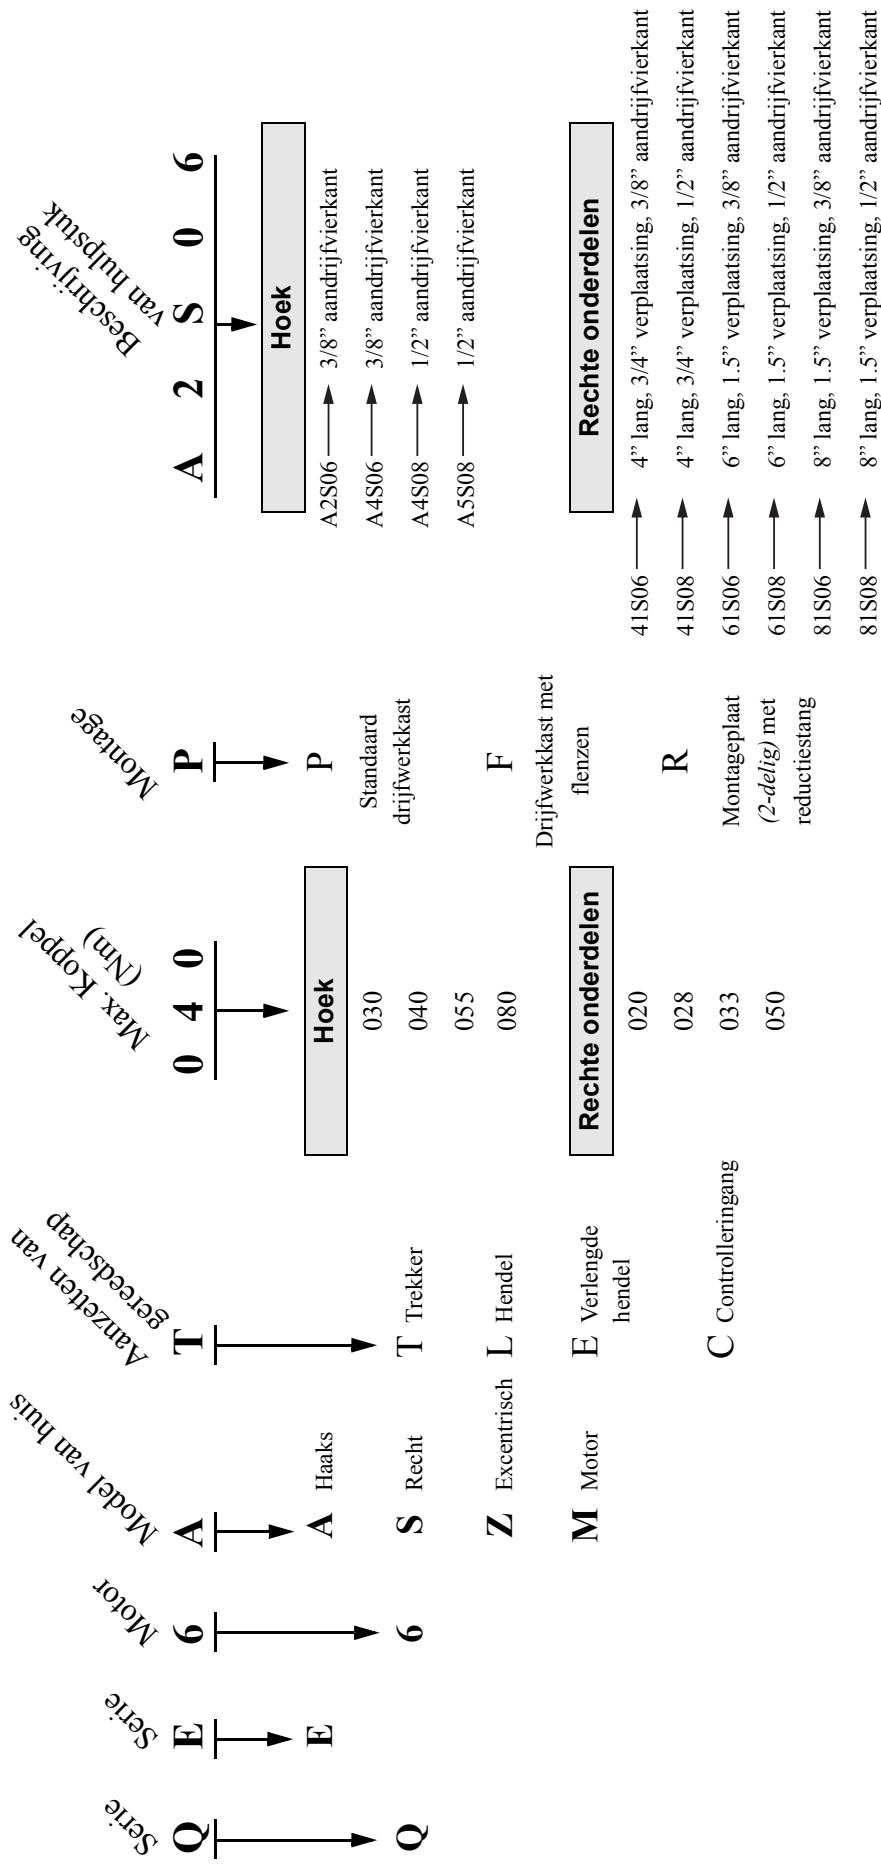 Serie
Serie
Motor
Model van huis
Aanzetten van
gereedschap
Max. Koppel
(Nm)
Montage
Beschrijving
van hulpstuk
Q E 6 A T 0 4 0 P A 2 S 0 6
Q
E
6
A Haaks
S Recht
Z Excentrisch
M Motor
T Trekker
L Hendel
E Verlengde
hendel
C Controlleringang
Hoek
030
040
055
080
Rechte onderdelen
020
028
033
050
P
Standaard
drijfwerkkast
F
Drijfwerkkast met
flenzen
R
Montageplaat
(2-delig) met
reductiestang
Hoek
A2S06 3/8” aandrijfvierkant
A4S06 3/8” aandrijfvierkant
A4S08 1/2” aandrijfvierkant
A5S08 1/2” aandrijfvierkant
Rechte onderdelen
41S06 4” lang, 3/4” verplaatsing, 3/8” aandrijfvierkant
41S08 4” lang, 3/4” verplaatsing, 1/2” aandrijfvierkant
61S06 6” lang, 1.5” verplaatsing, 3/8” aandrijfvierkant
61S08 6” lang, 1.5” verplaatsing, 1/2” aandrijfvierkant
81S06 8” lang, 1.5” verplaatsing, 3/8” aandrijfvierkant
81S08 8” lang, 1.5” verplaatsing, 1/2” aandrijfvierkant